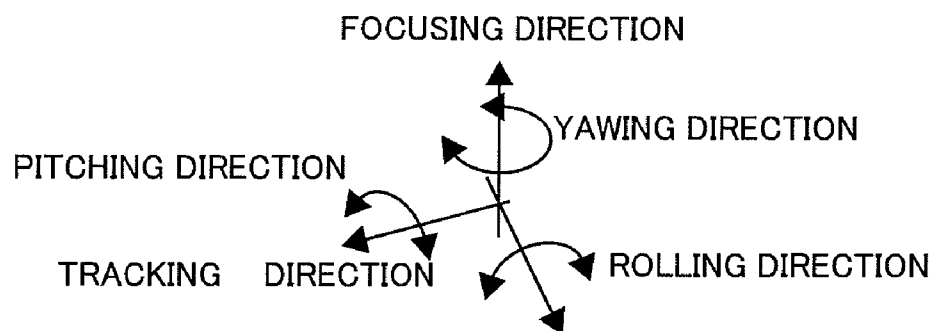 FOCUSING DIRECTION
YAWING DIRECTION
PITCHING DIRECTION
TRACKING DIRECTION
ROLLING DIRECTION